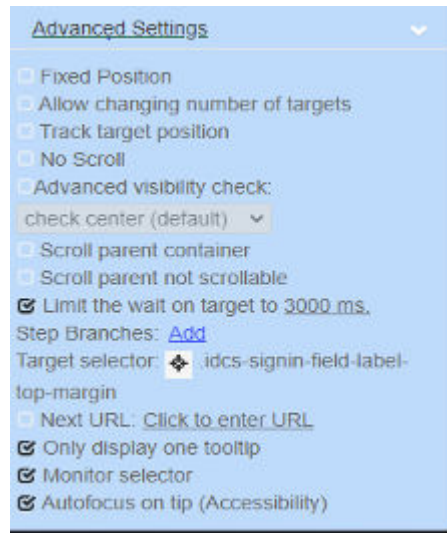 Advanced Settings
Fixed Position
Allow changing number of targets
Track target position
No Scroll
Advanced visibility check:
check center (default)
Scroll parent container
Scroll parent not scrollable
Limit the wait on target to 3000 ms.
Step Branches: Add
Target selector: .idcs-signin-field-label-
top-margin
Next URL: Click to enter URL
Only display one tooltip
Monitor selector
Autofocus on tip (Accessibility)